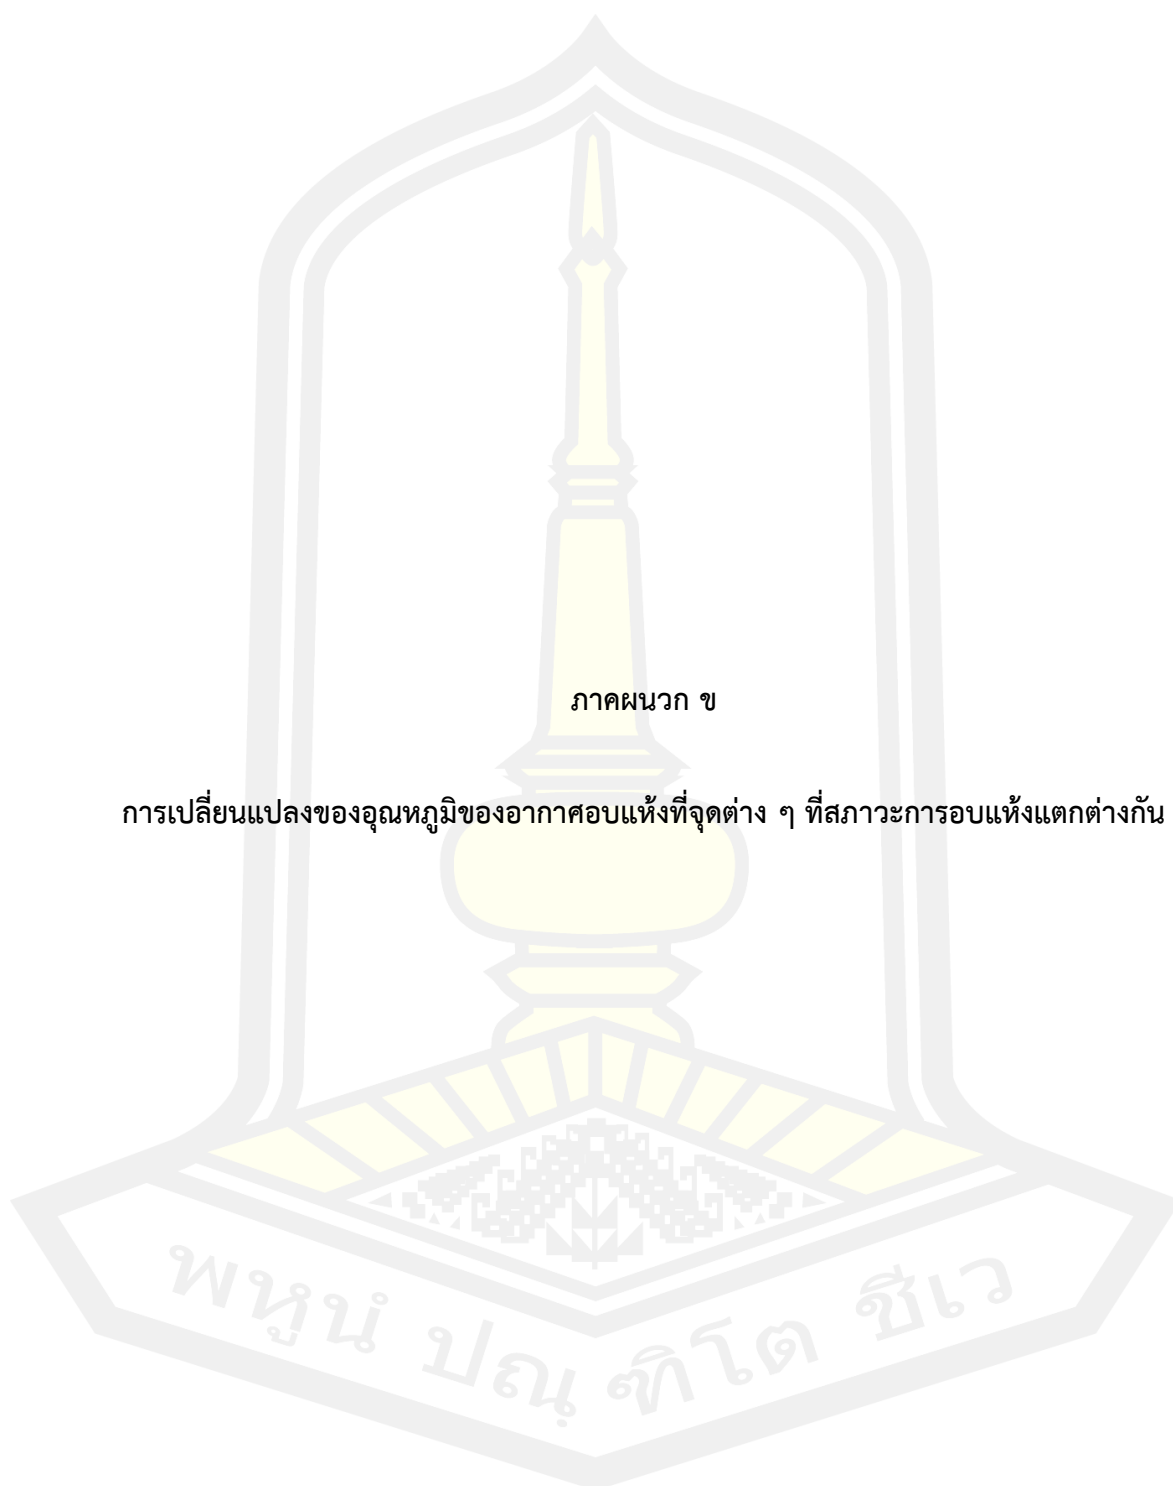 ภาคผนวก ข
การเปลี่ยนแปลงของอุณหภูมิของอากาศอบแห้งที่จุดต่าง ๆ ที่สภาวะการอบแห้งแตกต่างกัน
พหูนํ ปณฺฑิโต ชีเว